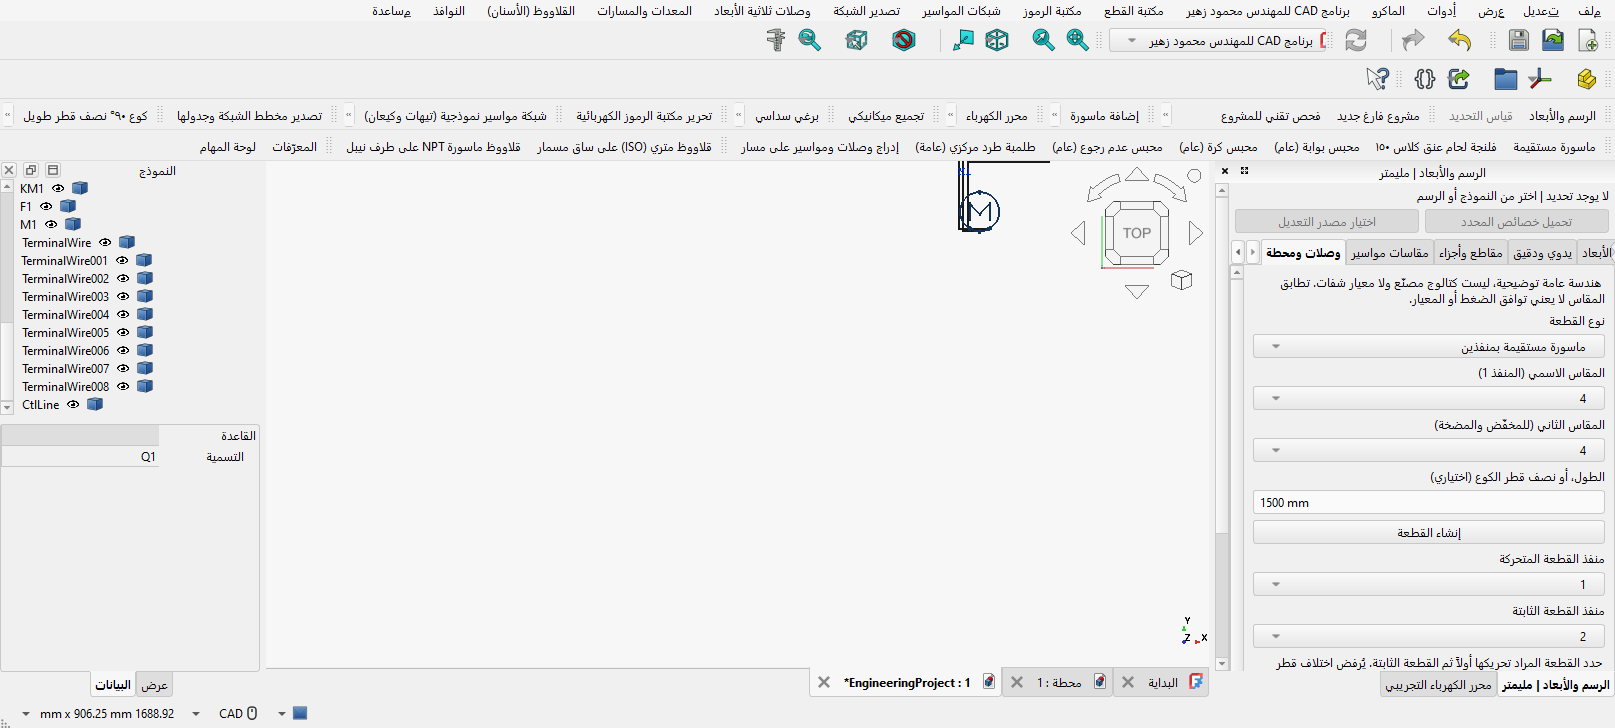 ملف تعديل عرض أدوات الماكرو برنامج CAD للمهندس محمود زهير مكتبة القطع مكتبة الرموز شبكات المواسير تصدير الشبكة وصلات ثلاثية الأبعاد المعدات والمسارات القلاووظ (الأسنان) النوافذ مساعدة
برنامج CAD للمهندس محمود زهير
الرسم والأبعاد قياس التحديد مشروع فارغ جديد فحص تقني للمشروع إضافة ماسورة محرر الكهرباء تجميع ميكانيكي برغي سداسي تحرير مكتبة الرموز الكهربائية شبكة مواسير نموذجية (تيهات وكيعان) تصدير مخطط الشبكة وجدولها كوع ٩٠° نصف قطر طويل
ماسورة مستقيمة فلنجة لحام عنق كلاس ١٥٠ محبس بوابة (عام) محبس كرة (عام) محبس عدم رجوع (عام) طلمبة طرد مركزي (عامة) إدراج وصلات ومواسير على مسار قلاووظ متري (ISO) على ساق مسمار قلاووظ ماسورة NPT على طرف نيبل المعرّفات لوحة المهام
النموذج
KM1
F1
M1
TerminalWire
TerminalWire001
TerminalWire002
TerminalWire003
TerminalWire004
TerminalWire005
TerminalWire006
TerminalWire007
TerminalWire008
CtlLine
القاعدة
التسمية Q1
عرض البيانات
M
TOP
Y
Z X
الرسم والأبعاد | مليمتر
لا يوجد تحديد | اختر من النموذج أو الرسم
تحميل خصائص المحدد اختيار مصدر التعديل
الأبعاد يدوي ودقيق مقاطع وأجزاء مقاسات مواسير وصلات ومحطة
هندسة عامة توضيحية، ليست كتالوج مصنّع ولا معيار شفات. تطابق
المقاس لا يعني توافق الضغط أو المعيار.
نوع القطعة
ماسورة مستقيمة بمنفذين
المقاس الاسمي (المنفذ 1)
4
المقاس الثاني (للمخفّض والمضخة)
4
الطول، أو نصف قطر الكوع (اختياري)
1500 mm
إنشاء القطعة
منفذ القطعة المتحركة
1
منفذ القطعة الثابتة
2
حدد القطعة المراد تحريكها أولاً ثم القطعة الثابتة. يُرفض اختلاف قطر
الرسم والأبعاد | مليمتر محرر الكهرباء التجريبي
البداية محطة : 1 EngineeringProject : 1*
mm x 906.25 mm 1688.92 CAD